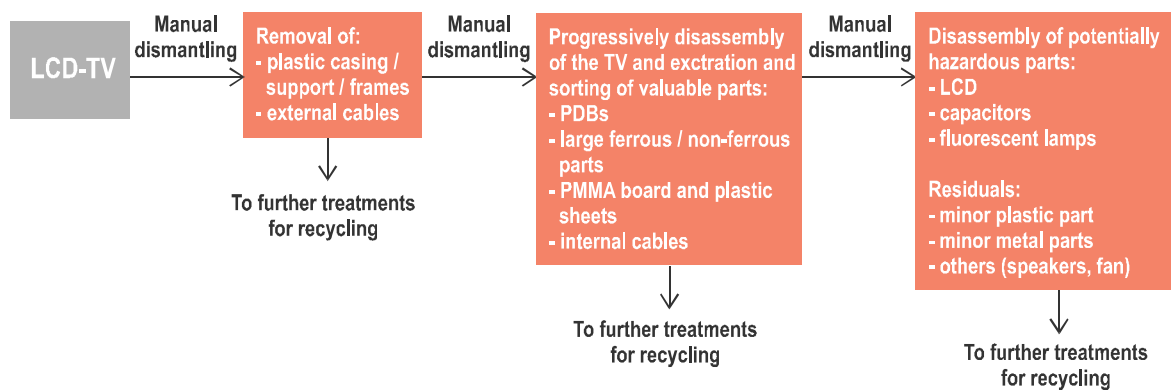 LCD-TV
Manual
dismantling
Removal of:
- plastic casing /
support / frames
- external cables
To further treatments
for recycling
Manual
dismantling
Progressively disassembly
of the TV and exctration and
sorting of valuable parts:
- PDBs
- large ferrous / non-ferrous
parts
- PMMA board and plastic
sheets
- internal cables
To further treatments
for recycling
Manual
dismantling
Disassembly of potentially
hazardous parts:
- LCD
- capacitors
- fluorescent lamps
Residuals:
- minor plastic part
- minor metal parts
- others (speakers, fan)
To further treatments
for recycling